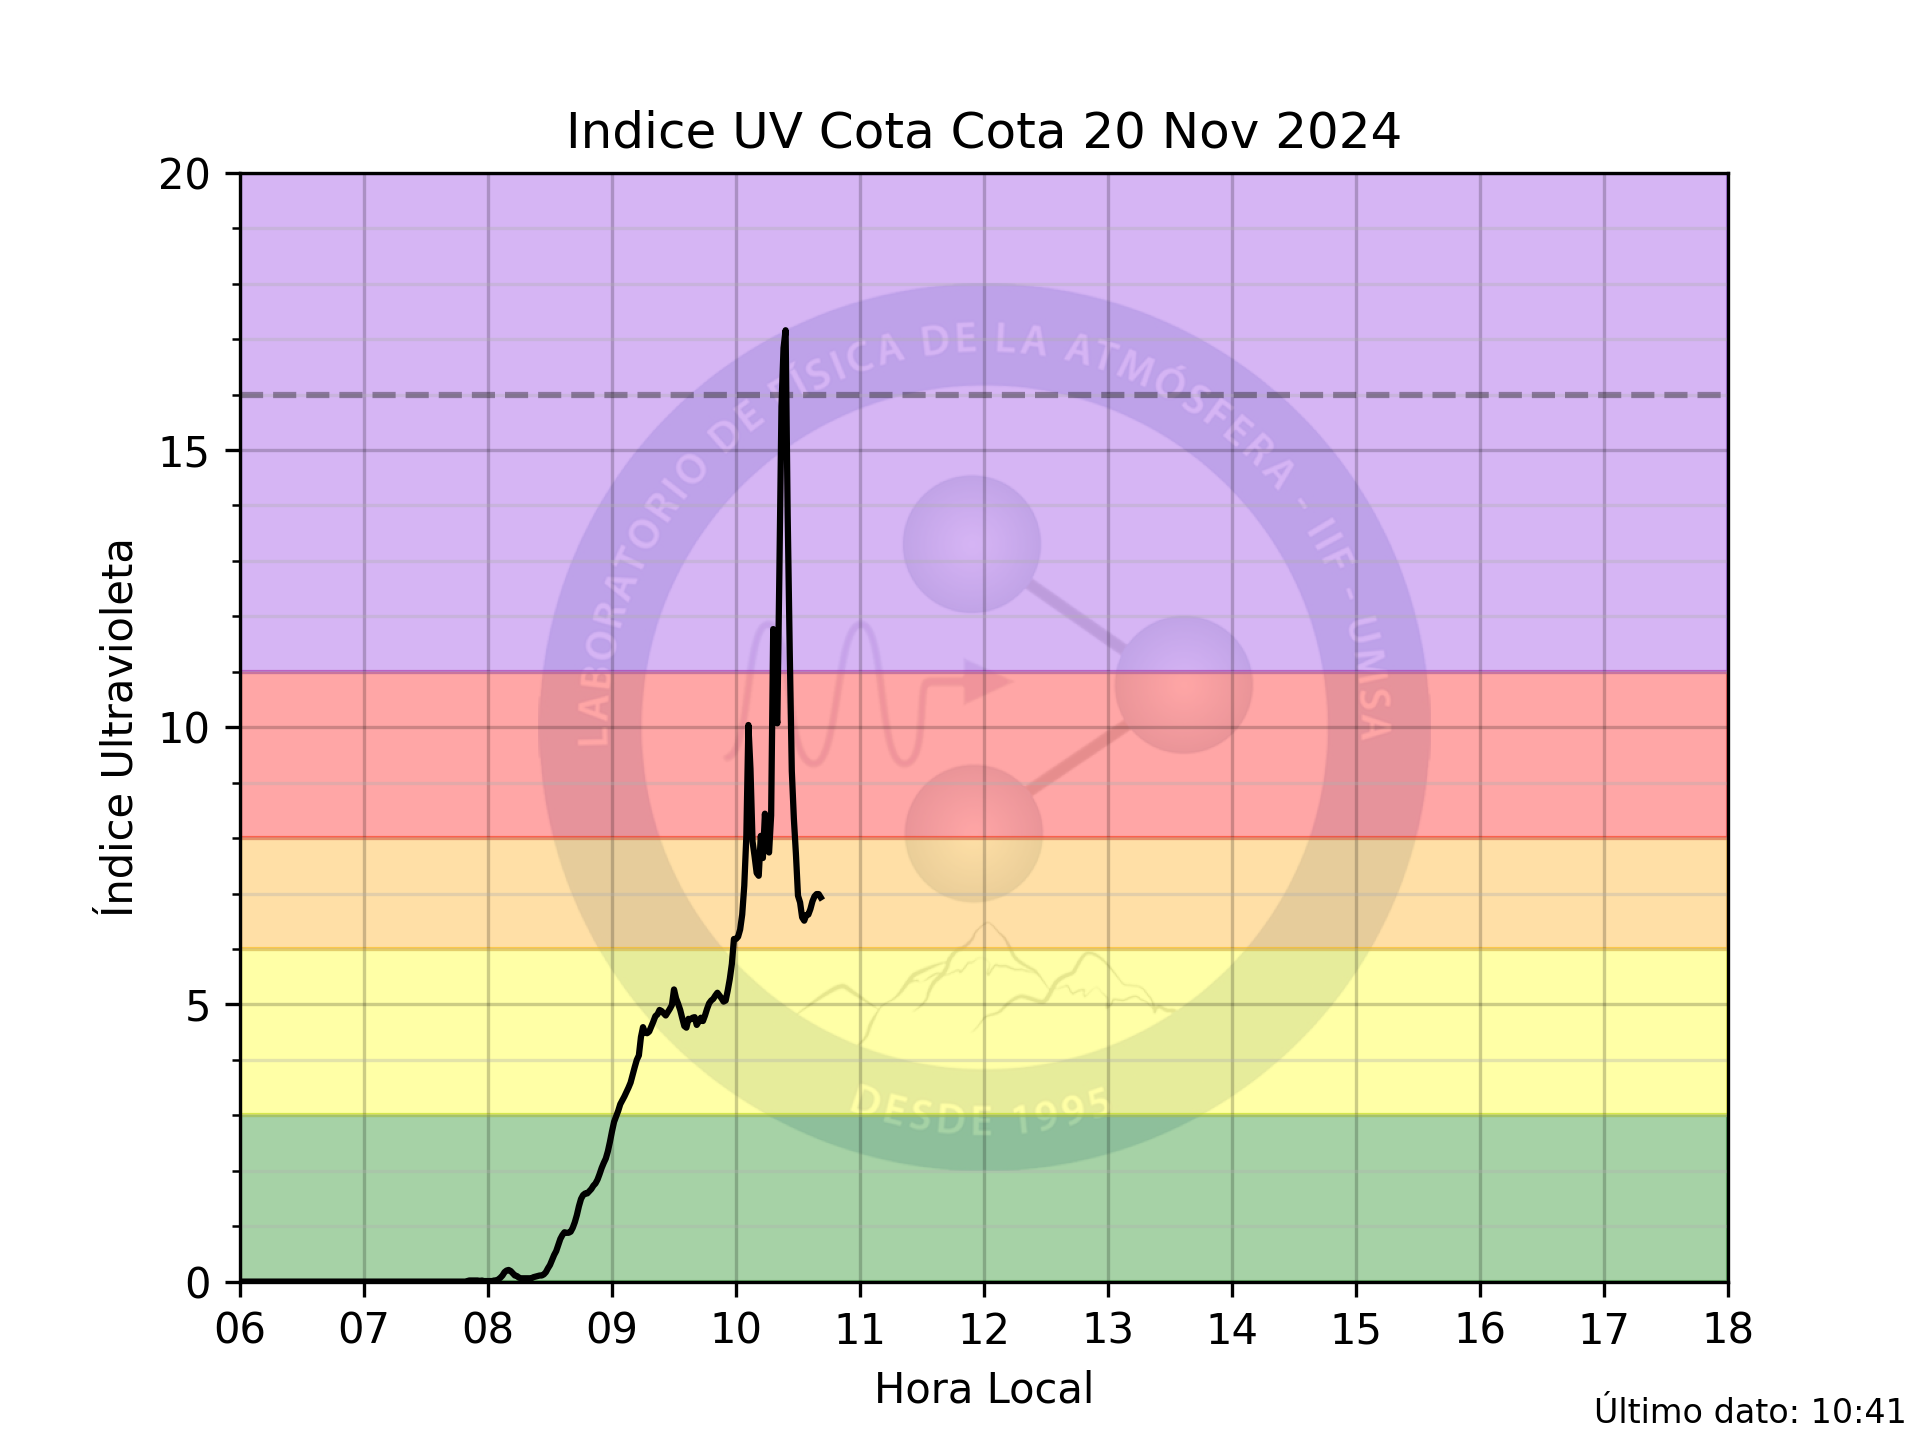 Indice UV Cota Cota 20 Nov 2024
20
15
10
5
0
Índice Ultravioleta
LABORATORIO DE FÍSICA DE LA ATMÓSFERA - IIF - UMSA
DESDE 1995
06 07 08 09 10 11 12 13 14 15 16 17 18
Hora Local
Último dato: 10:41